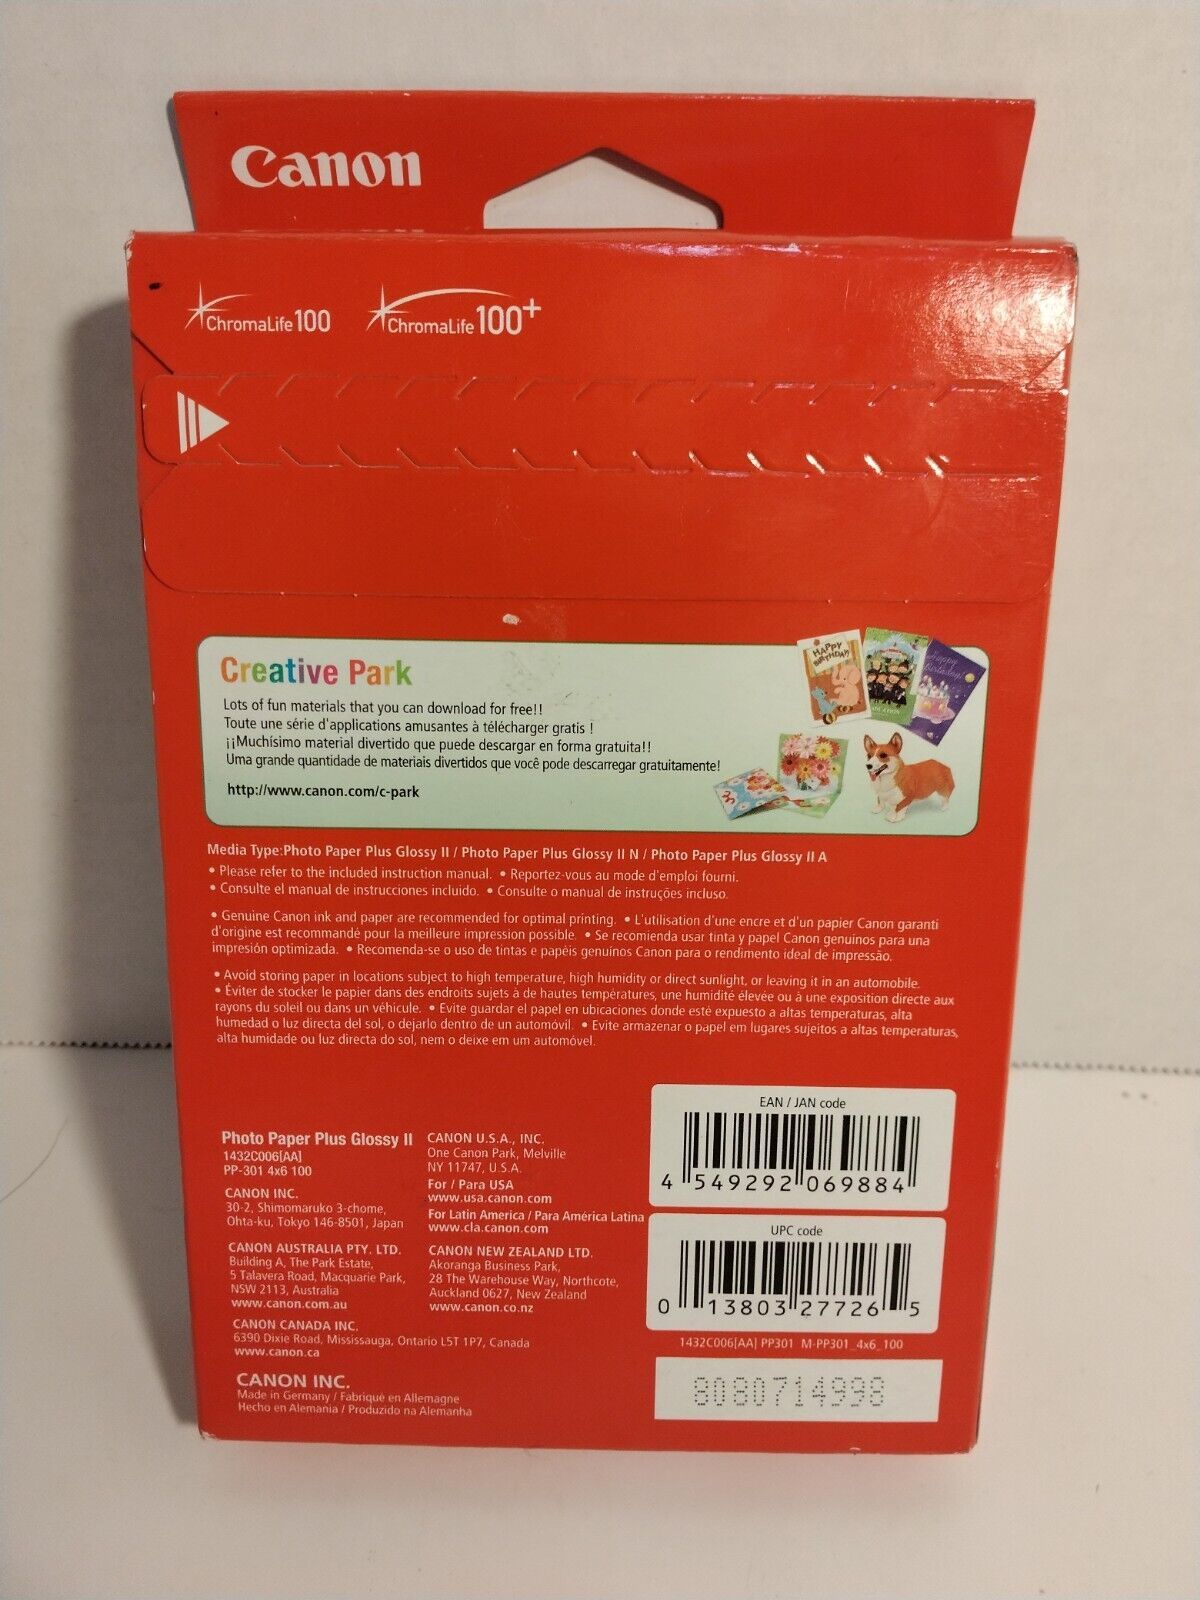 Canon
ChromaLife100
ChromaLife100+
Creative Park
Lots of fun materials that you can download for free!!
Toute une série d'applications amusantes à télécharger gratis !
¡¡Muchísimo material divertido que puede descargar en forma gratuita!!
Uma grande quantidade de materiais divertidos que você pode descarregar gratuitamente!
http://www.canon.com/c-park
HAPPY
BIRTHDAY
Happy
Birthday!
Media Type:Photo Paper Plus Glossy II / Photo Paper Plus Glossy II N / Photo Paper Plus Glossy II A
• Please refer to the included instruction manual. • Reportez-vous au mode d'emploi fourni.
• Consulte el manual de instrucciones incluido. • Consulte o manual de instruções incluso.
• Genuine Canon ink and paper are recommended for optimal printing. • L'utilisation d'une encre et d'un papier Canon garanti
d'origine est recommandé pour la meilleure impression possible. • Se recomienda usar tinta y papel Canon genuinos para una
impresión optimizada. • Recomenda-se o uso de tintas e papéis genuínos Canon para o rendimento ideal de impressão.
• Avoid storing paper in locations subject to high temperature, high humidity or direct sunlight, or leaving it in an automobile.
• Éviter de stocker le papier dans des endroits sujets à de hautes températures, une humidité élevée ou à une exposition directe aux
rayons du soleil ou dans un véhicule. • Evite guardar el papel en ubicaciones donde esté expuesto a altas temperaturas, alta
humedad o luz directa del sol, o dejarlo dentro de un automóvil. • Evite armazenar o papel em lugares sujeitos a altas temperaturas,
alta humidade ou luz directa do sol, nem o deixe em um automóvel.
Photo Paper Plus Glossy II
1432C006[AA]
PP-301 4x6 100
CANON INC.
30-2, Shimomaruko 3-chome,
Ohta-ku, Tokyo 146-8501, Japan
CANON U.S.A., INC.
One Canon Park, Melville
NY 11747, U.S.A.
For / Para USA
www.usa.canon.com
For Latin America / Para América Latina
www.cla.canon.com
CANON AUSTRALIA PTY. LTD.
Building A, The Park Estate,
5 Talavera Road, Macquarie Park,
NSW 2113, Australia
www.canon.com.au
CANON NEW ZEALAND LTD.
Akoranga Business Park,
28 The Warehouse Way, Northcote,
Auckland 0627, New Zealand
www.canon.co.nz
CANON CANADA INC.
6390 Dixie Road, Mississauga, Ontario L5T 1P7, Canada
www.canon.ca
CANON INC.
Made in Germany / Fabriqué en Allemagne
Hecho en Alemania / Produzido na Alemanha
EAN / JAN code
4 549292 069884
UPC code
0 13803 27726 5
1432C006[AA] PP301 M-PP301_4x6_100
8080714998